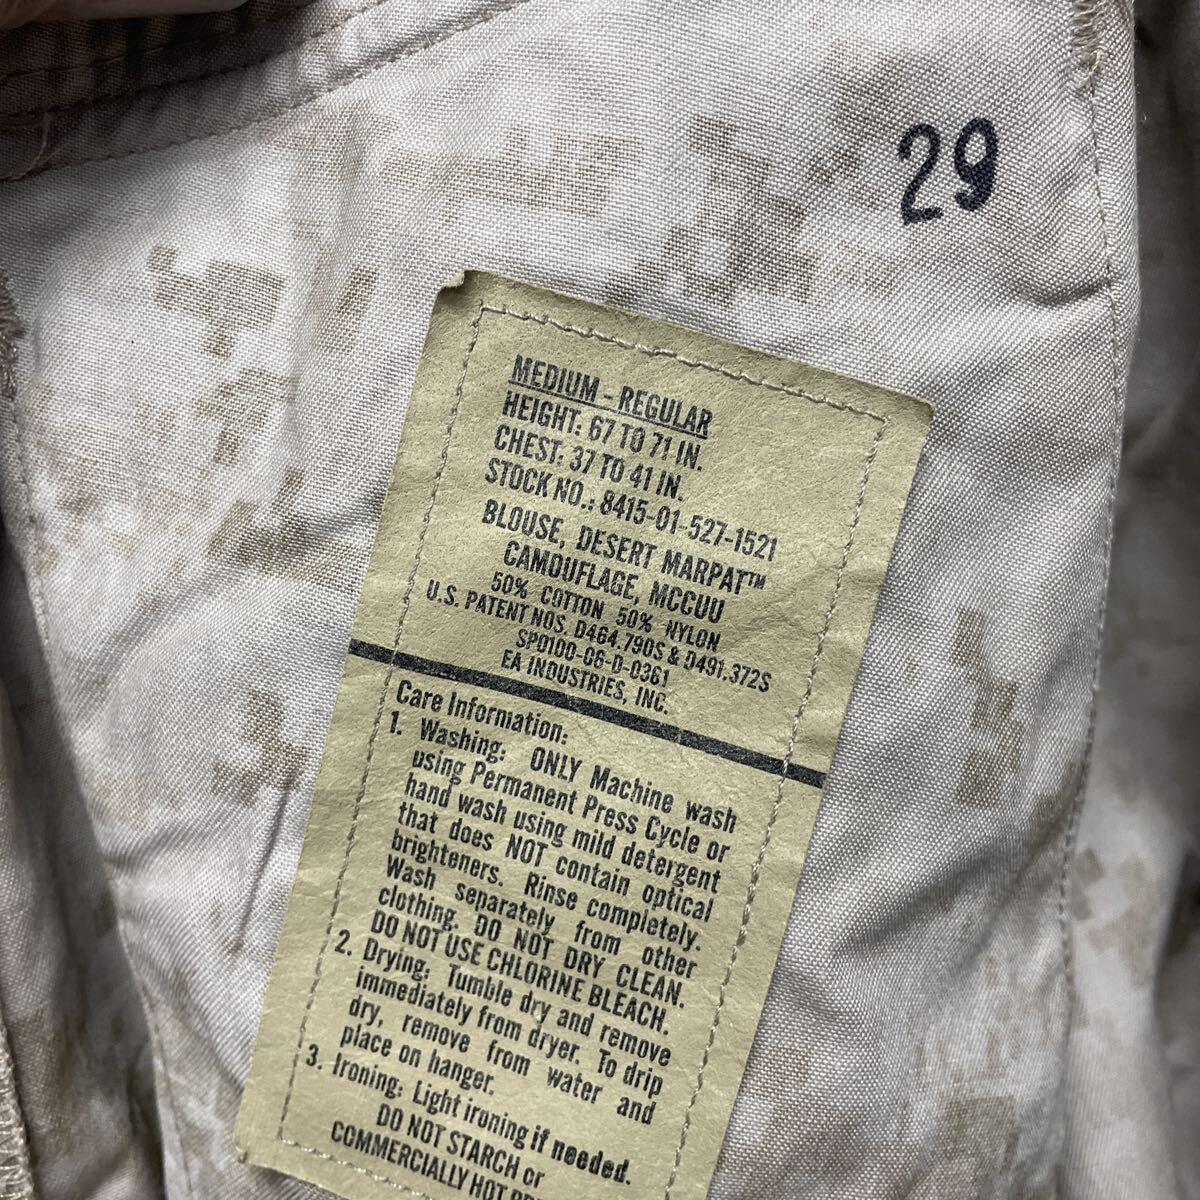 29
MEDIUM - REGULAR
HEIGHT: 67 TO 71 IN.
CHEST: 37 TO 41 IN.
STOCK NO.: 8415-01-527-1521
BLOUSE, DESERT MARPAT™
CAMOUFLAGE, MCCUU
50% COTTON 50% NYLON
U.S. PATENT NOS. D464,790S & D491,372S
SP0100-06-D-0361
EA INDUSTRIES, INC.
Care Information:
1. Washing: ONLY Machine wash
using Permanent Press Cycle or
hand wash using mild detergent
that does NOT contain optical
brighteners. Rinse completely.
Wash separately from other
clothing. DO NOT DRY CLEAN.
DO NOT USE CHLORINE BLEACH.
2. Drying: Tumble dry and remove
immediately from dryer. To drip
dry, remove from water and
place on hanger.
3. Ironing: Light ironing if needed.
DO NOT STARCH or
COMMERCIALLY HOT